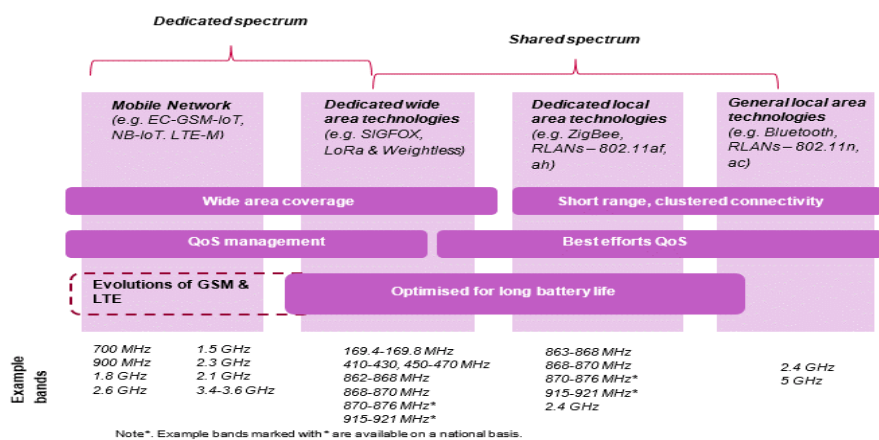 Dedicated spectrum
Shared spectrum
Mobile Network
(e.g. EC-GSM-IoT,
NB-IoT, LTE-M)
Dedicated wide
area technologies
(e.g. SIGFOX,
LoRa & Weightless)
Dedicated local
area technologies
(e.g. ZigBee,
RLANs – 802.11af,
ah)
General local area
technologies
(e.g. Bluetooth,
RLANs – 802.11n,
ac)
Wide area coverage
Short range, clustered connectivity
QoS management
Best efforts QoS
Evolutions of GSM &
LTE
Optimised for long battery life
Example
bands
700 MHz
900 MHz
1.8 GHz
2.6 GHz
1.5 GHz
2.3 GHz
2.1 GHz
3.4-3.6 GHz
169.4-169.8 MHz
410-430, 450-470 MHz
862-868 MHz
868-870 MHz
870-876 MHz*
915-921 MHz*
863-868 MHz
868-870 MHz
870-876 MHz*
915-921 MHz*
2.4 GHz
2.4 GHz
5 GHz
Note*. Example bands marked with * are available on a national basis.